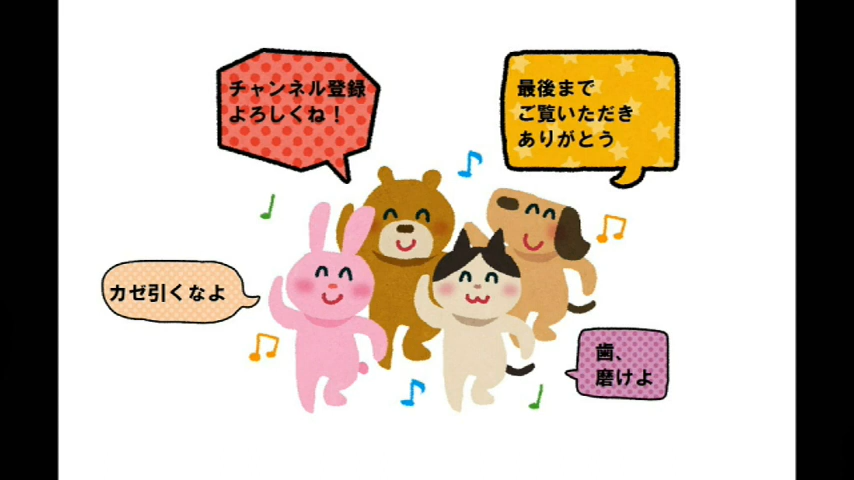 チャンネル登録
よろしくね！
最後まで
ご覧いただき
ありがとう
カゼ引くなよ
歯、
磨けよ